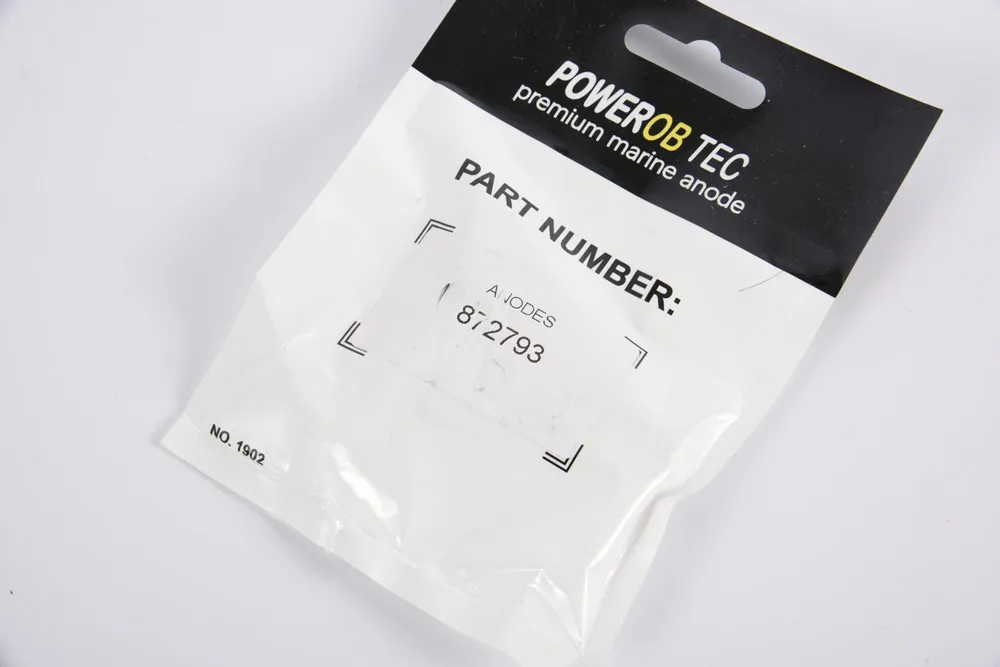 POWEROB TEC
premium marine anode
PART NUMBER:
ANODES
872793
NO. 1902